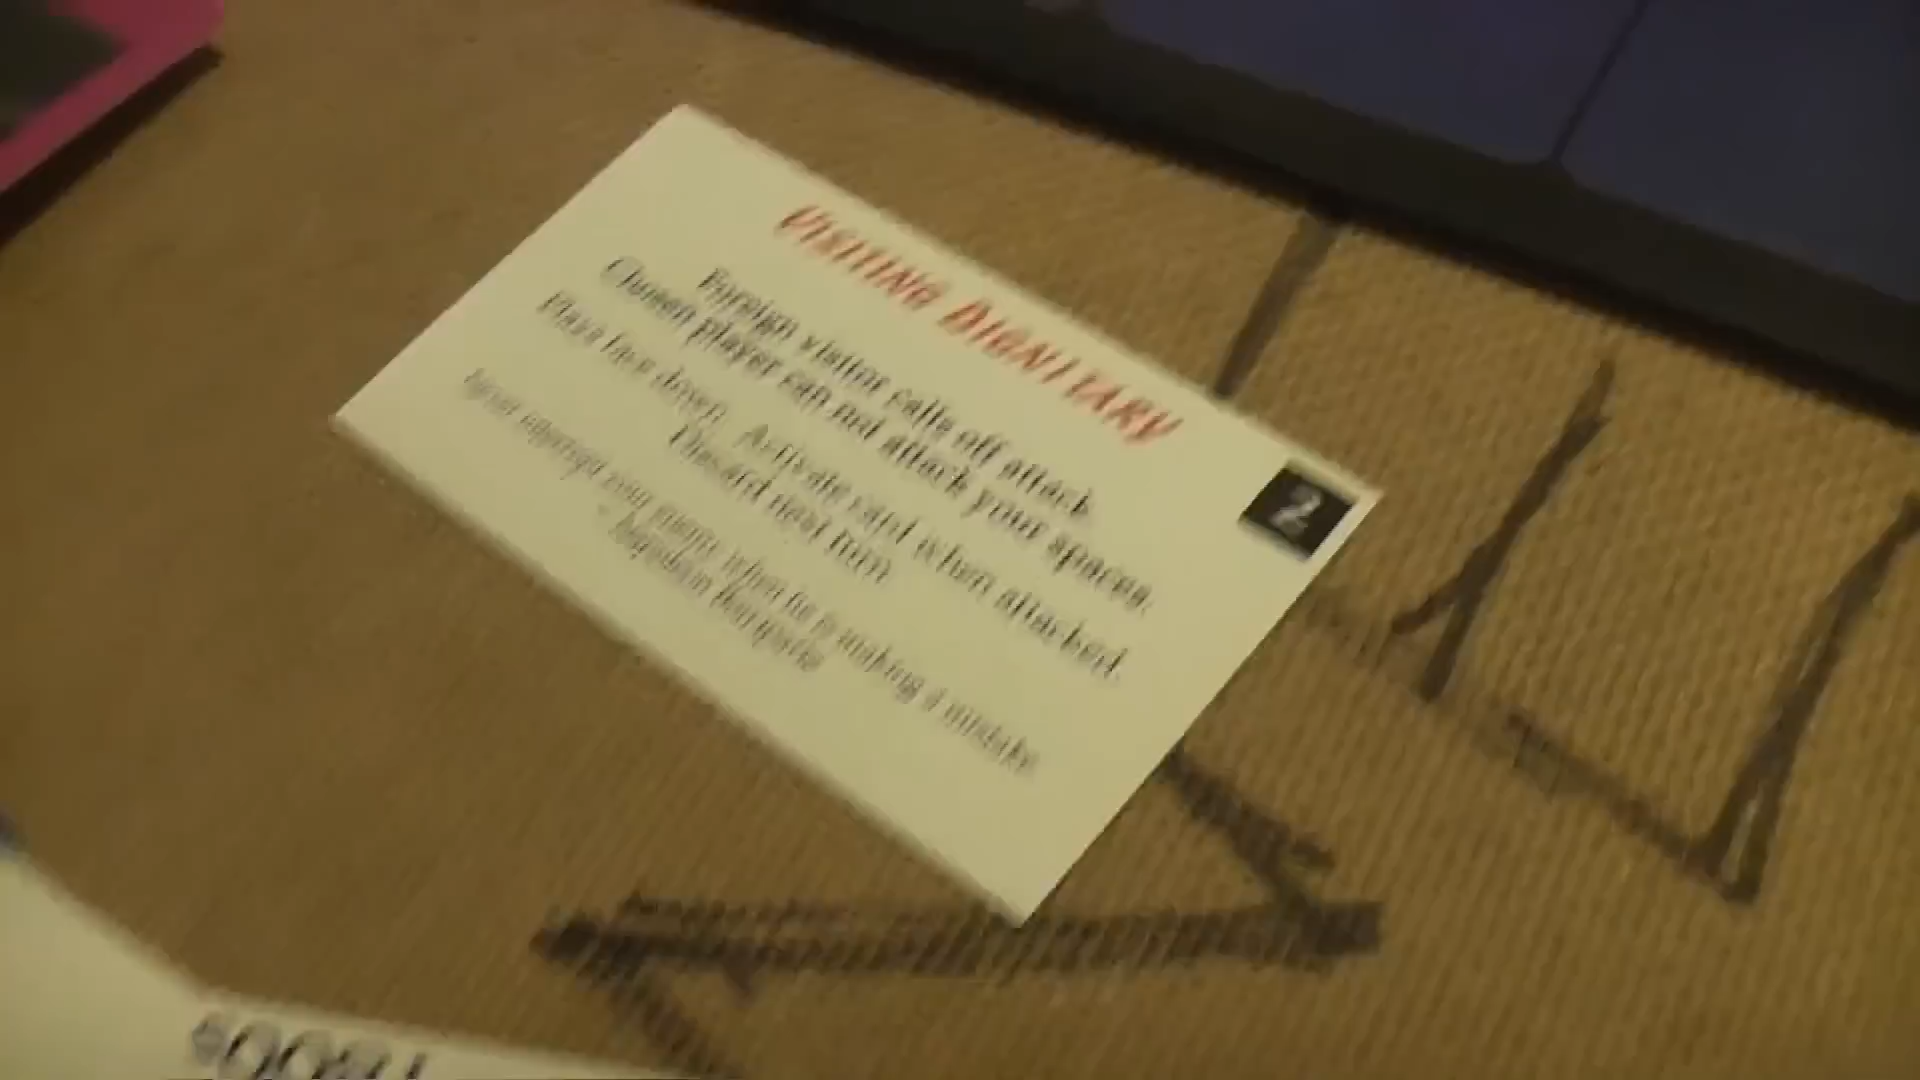 VISITING DIGNITARY
Foreign visitor calls off attack.
Chosen player can not attack your spaces.
Place face down. Activate card when attacked.
Discard next turn.
Never interrupt your enemy when he is making a mistake
- Napoleon Bonaparte
2